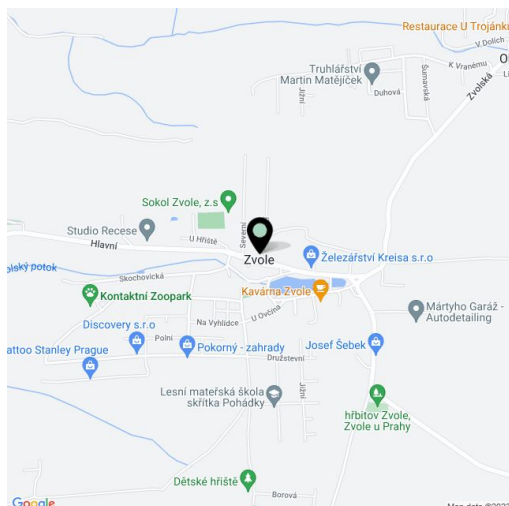 Restaurace U Trojánků
V Dolích
K Vranému
Truhlářství
Martin Matějíček
Duhová
Šumavská
Jižní
Zvolská
Sokol Zvole, z.s
Studio Recese
U Hřiště
Severní
Hlavní
Zvole
Železářství Kreisa s.r.o
Skochovická
Kavárna Zvole
Kontaktní Zoopark
U Ovčína
Mártyho Garáž -
Autodetailing
Na Vyhlídce
Discovery s.r.o
Polní
Pokorný - zahrady
Josef Šebek
attoo Stanley Prague
Družstevní
Lesní mateřská škola
skřítka Pohádky
Jižní
hřbitov Zvole,
Zvole u Prahy
Dětské hřiště
Borová
Google